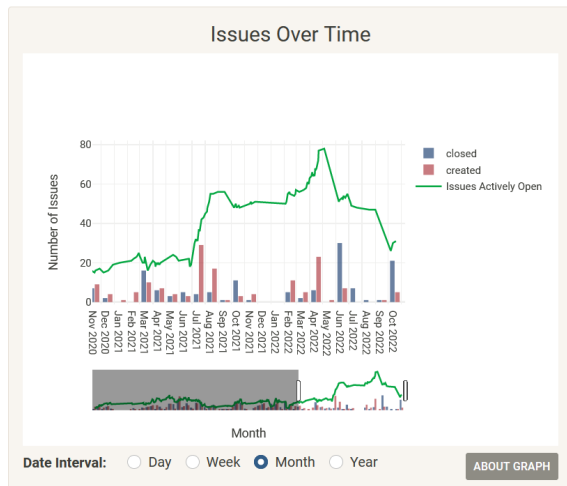 Issues Over Time
80
60
40
20
0
Number of Issues
closed
created
Issues Actively Open
Nov 2020
Dec 2020
Jan 2021
Feb 2021
Mar 2021
Apr 2021
May 2021
Jun 2021
Jul 2021
Aug 2021
Sep 2021
Oct 2021
Nov 2021
Dec 2021
Jan 2022
Feb 2022
Mar 2022
Apr 2022
May 2022
Jun 2022
Jul 2022
Aug 2022
Sep 2022
Oct 2022
Month
Date Interval: Day Week Month Year
ABOUT GRAPH